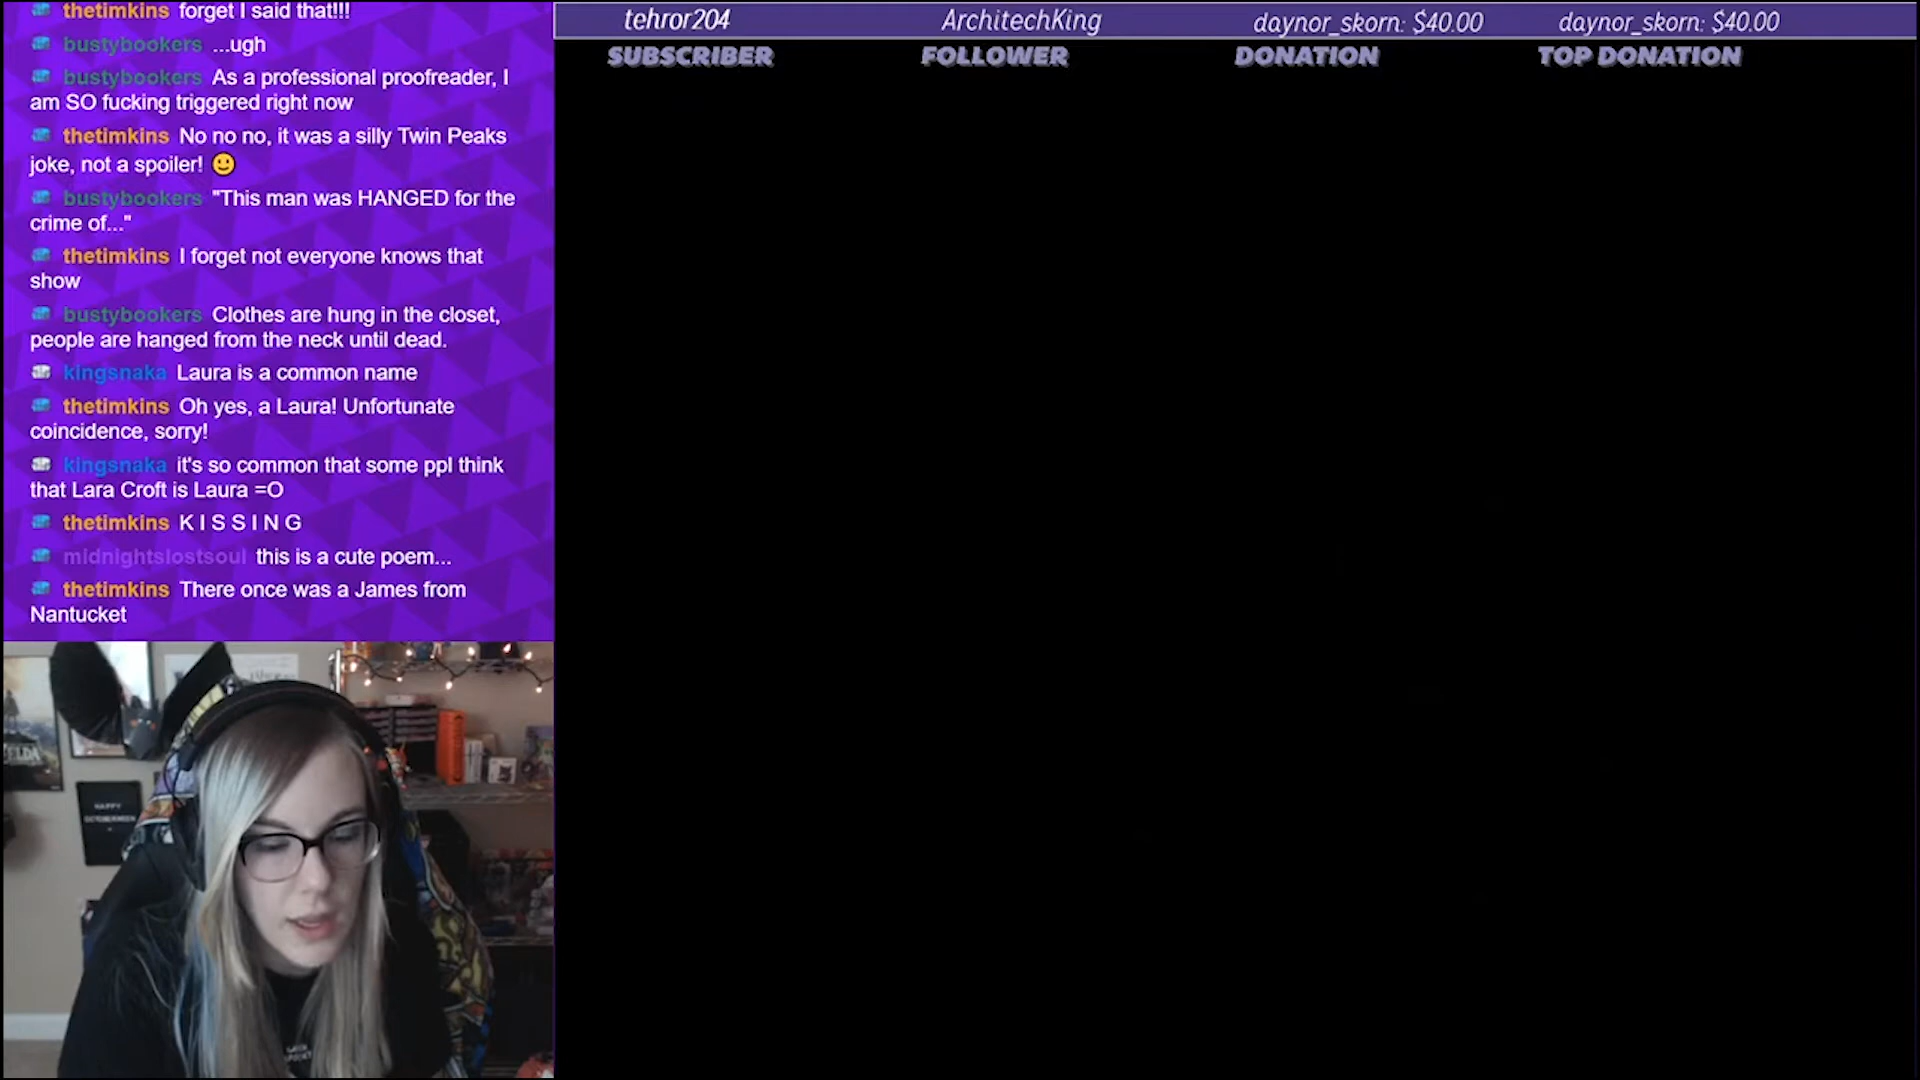 thetimkins forget I said that!!!
bustybookers ...ugh
bustybookers As a professional proofreader, I
am SO fucking triggered right now
thetimkins No no no, it was a silly Twin Peaks
joke, not a spoiler!
bustybookers "This man was HANGED for the
crime of..."
thetimkins I forget not everyone knows that
show
bustybookers Clothes are hung in the closet,
people are hanged from the neck until dead.
kingsnaka Laura is a common name
thetimkins Oh yes, a Laura! Unfortunate
coincidence, sorry!
kingsnaka it's so common that some ppl think
that Lara Croft is Laura =O
thetimkins K I S S I N G
midnightslostsoul this is a cute poem...
thetimkins There once was a James from
Nantucket
tehror204 ArchitechKing daynor_skorn: $40.00 daynor_skorn: $40.00
SUBSCRIBER FOLLOWER DONATION TOP DONATION
ZELDA
HAPPY